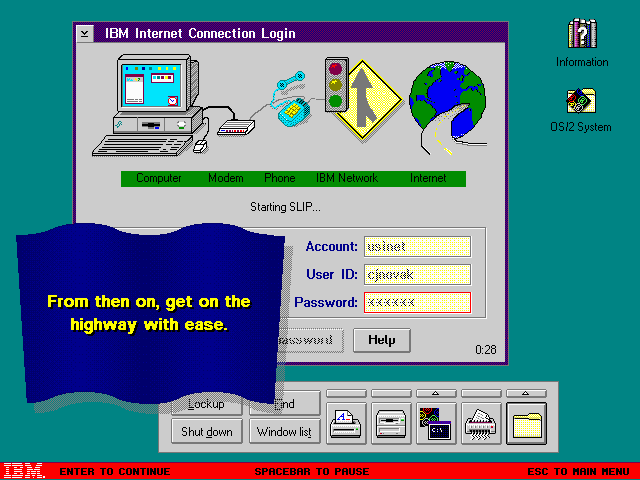 IBM Internet Connection Login
Information
OS/2 System
Computer Modem Phone IBM Network Internet
Starting SLIP...
Account: usinet
User ID: cjnovak
Password: xxxxxx
From then on, get on the
highway with ease.
password Help
0:28
Lockup
Shut down Window list
C:\
IBM. ENTER TO CONTINUE SPACEBAR TO PAUSE ESC TO MAIN MENU